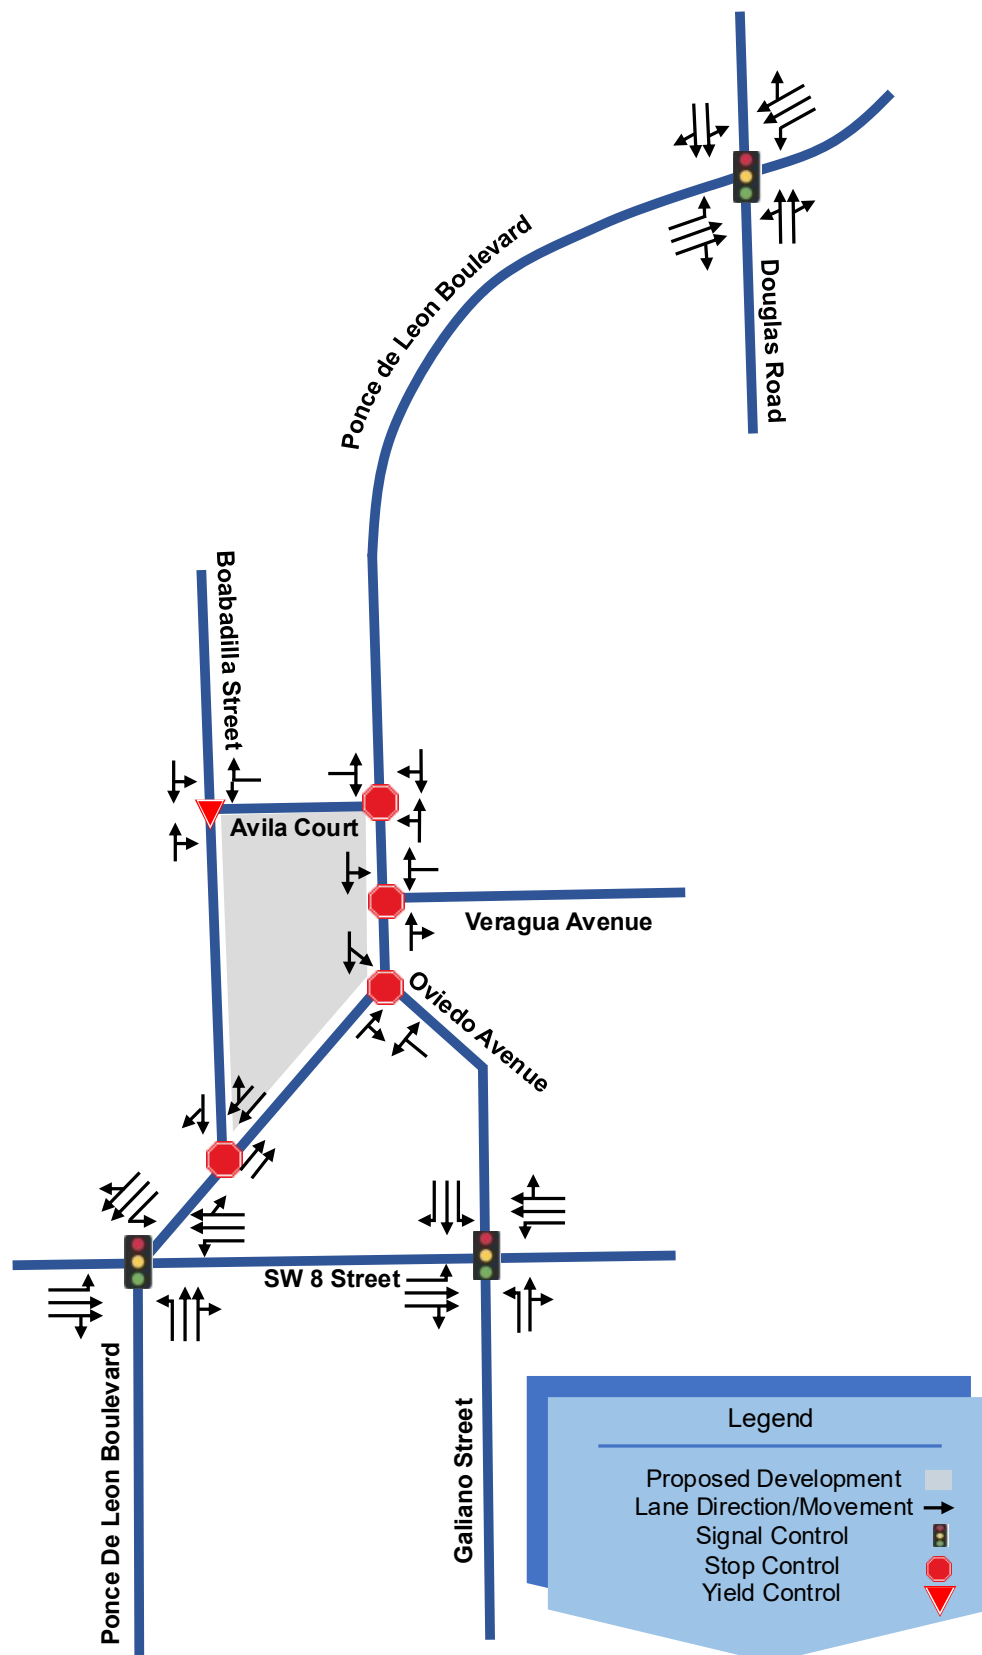 Ponce de Leon Boulevard
Douglas Road
Boabadilla Street
Avila Court
Veragua Avenue
Oviedo Avenue
SW 8 Street
Ponce De Leon Boulevard
Galiano Street
Legend
Proposed Development
Lane Direction/Movement
Signal Control
Stop Control
Yield Control